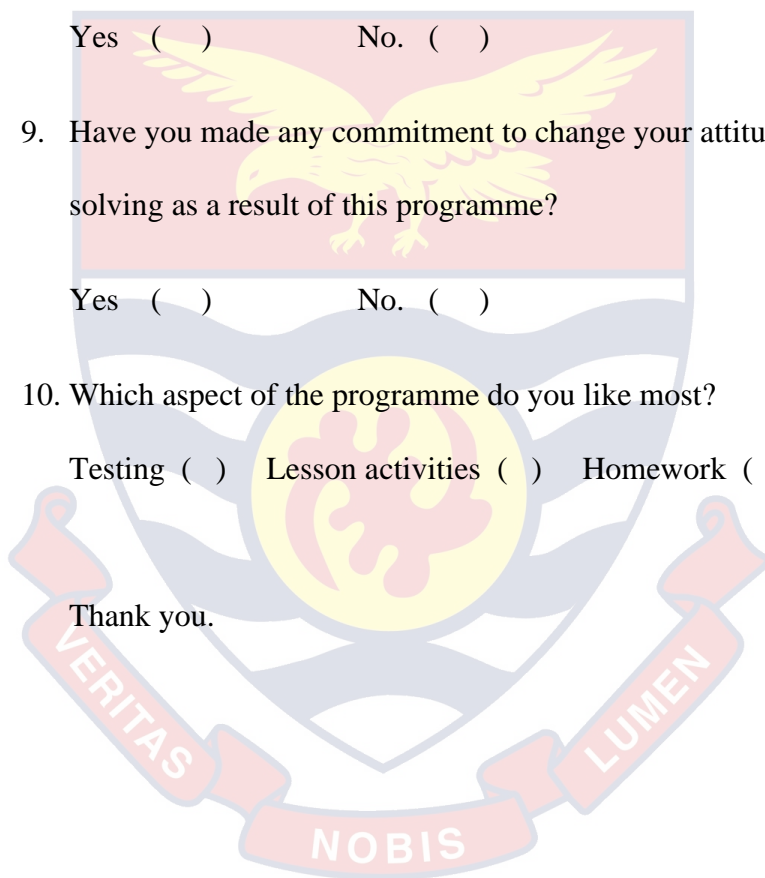 Yes ( ) No. ( )
9. Have you made any commitment to change your attitu
solving as a result of this programme?
Yes ( ) No. ( )
10. Which aspect of the programme do you like most?
Testing ( ) Lesson activities ( ) Homework (
Thank you.
VERITAS
NOBIS
LUMEN